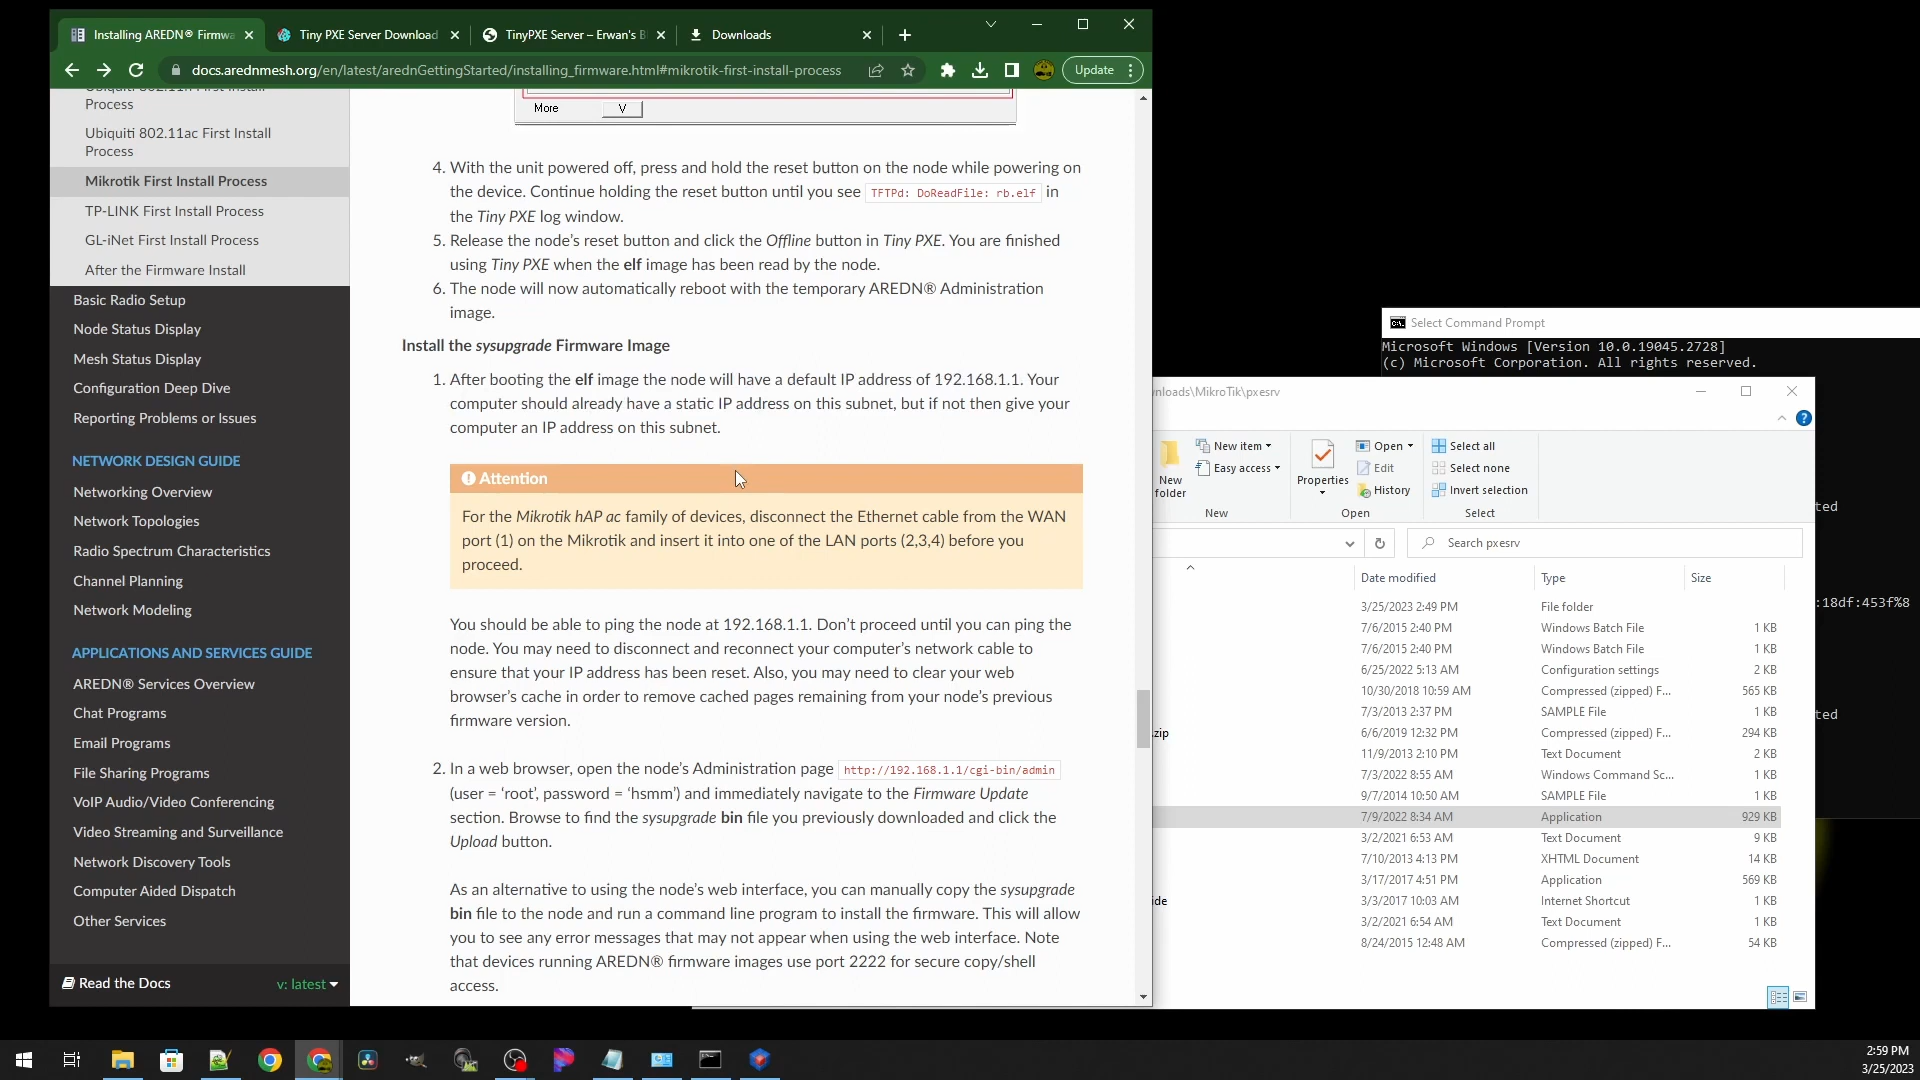 Installing AREDN® Firmwa
Tiny PXE Server Download
TinyPXE Server – Erwan's B
Downloads
docs.arednmesh.org/en/latest/arednGettingStarted/installing_firmware.html#mikrotik-first-install-process
Update
Ubiquiti 802.11n First Install
Process
Ubiquiti 802.11ac First Install
Process
Mikrotik First Install Process
TP-LINK First Install Process
GL-iNet First Install Process
After the Firmware Install
Basic Radio Setup
Node Status Display
Mesh Status Display
Configuration Deep Dive
Reporting Problems or Issues
NETWORK DESIGN GUIDE
Networking Overview
Network Topologies
Radio Spectrum Characteristics
Channel Planning
Network Modeling
APPLICATIONS AND SERVICES GUIDE
AREDN® Services Overview
Chat Programs
Email Programs
File Sharing Programs
VoIP Audio/Video Conferencing
Video Streaming and Surveillance
Network Discovery Tools
Computer Aided Dispatch
Other Services
Read the Docs
v: latest
More V
4. With the unit powered off, press and hold the reset button on the node while powering on
the device. Continue holding the reset button until you see TFTPd: DoReadFile: rb.elf in
the Tiny PXE log window.
5. Release the node's reset button and click the Offline button in Tiny PXE. You are finished
using Tiny PXE when the elf image has been read by the node.
6. The node will now automatically reboot with the temporary AREDN® Administration
image.
Install the sysupgrade Firmware Image
1. After booting the elf image the node will have a default IP address of 192.168.1.1. Your
computer should already have a static IP address on this subnet, but if not then give your
computer an IP address on this subnet.
Attention
For the Mikrotik hAP ac family of devices, disconnect the Ethernet cable from the WAN
port (1) on the Mikrotik and insert it into one of the LAN ports (2,3,4) before you
proceed.
You should be able to ping the node at 192.168.1.1. Don't proceed until you can ping the
node. You may need to disconnect and reconnect your computer's network cable to
ensure that your IP address has been reset. Also, you may need to clear your web
browser's cache in order to remove cached pages remaining from your node's previous
firmware version.
2. In a web browser, open the node's Administration page http://192.168.1.1/cgi-bin/admin
(user = ‘root’, password = ‘hsmm’) and immediately navigate to the Firmware Update
section. Browse to find the sysupgrade bin file you previously downloaded and click the
Upload button.
As an alternative to using the node's web interface, you can manually copy the sysupgrade
bin file to the node and run a command line program to install the firmware. This will allow
you to see any error messages that may not appear when using the web interface. Note
that devices running AREDN® firmware images use port 2222 for secure copy/shell
access.
Select Command Prompt
Microsoft Windows [Version 10.0.19045.2728]
(c) Microsoft Corporation. All rights reserved.
ted
:18df:453f%8
ted
nloads\MikroTik\pxesrv
New
folder
New item
Easy access
New
Properties
Open
Edit
History
Open
Select all
Select none
Invert selection
Select
Search pxesrv
Date modified Type Size
3/25/2023 2:49 PM File folder
7/6/2015 2:40 PM Windows Batch File 1 KB
7/6/2015 2:40 PM Windows Batch File 1 KB
6/25/2022 5:13 AM Configuration settings 2 KB
10/30/2018 10:59 AM Compressed (zipped) F... 565 KB
7/3/2013 2:37 PM SAMPLE File 1 KB
.zip 6/6/2019 12:32 PM Compressed (zipped) F... 294 KB
11/9/2013 2:10 PM Text Document 2 KB
7/3/2022 8:55 AM Windows Command Sc... 1 KB
9/7/2014 10:50 AM SAMPLE File 1 KB
7/9/2022 8:34 AM Application 929 KB
3/2/2021 6:53 AM Text Document 9 KB
7/10/2013 4:13 PM XHTML Document 14 KB
3/17/2017 4:51 PM Application 569 KB
ide 3/3/2017 10:03 AM Internet Shortcut 1 KB
3/2/2021 6:54 AM Text Document 1 KB
8/24/2015 12:48 AM Compressed (zipped) F... 54 KB
2:59 PM
3/25/2023